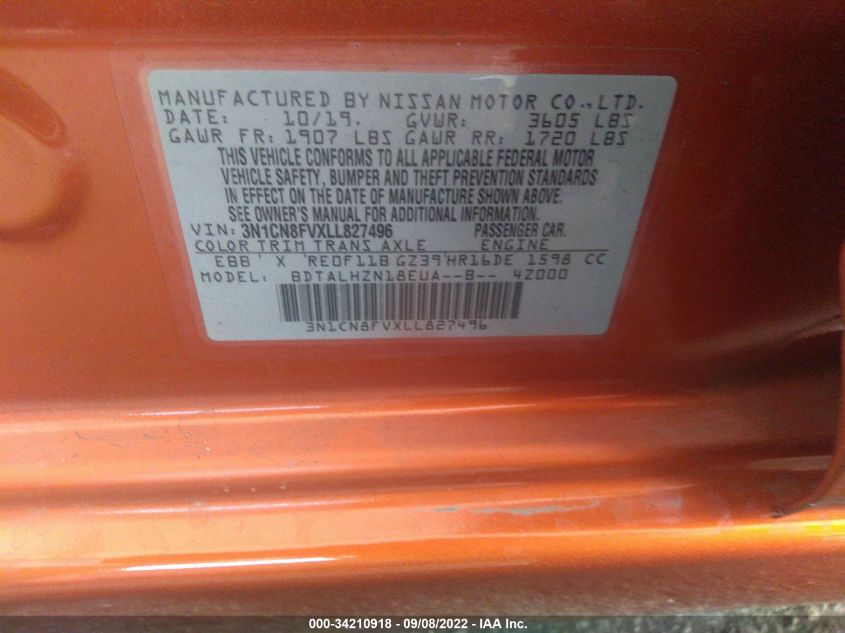 MANUFACTURED BY NISSAN MOTOR CO., LTD.
DATE: 10/19. GVWR: 3605 LBS
GAWR FR: 1907 LBS GAWR RR: 1720 LBS
THIS VEHICLE CONFORMS TO ALL APPLICABLE FEDERAL MOTOR
VEHICLE SAFETY, BUMPER AND THEFT PREVENTION STANDARDS
IN EFFECT ON THE DATE OF MANUFACTURE SHOWN ABOVE.
SEE OWNER'S MANUAL FOR ADDITIONAL INFORMATION.
VIN: 3N1CN8FVXLL827496 PASSENGER CAR.
COLOR TRIM TRANS AXLE ENGINE
EBB ' X 'RE0F11B GZ39'HR16DE 1598 CC
MODEL: BDTALHZN18EUA--B-- 4Z000
3N1CN8FVXLL827496
000-34210918 - 09/08/2022 - IAA Inc.